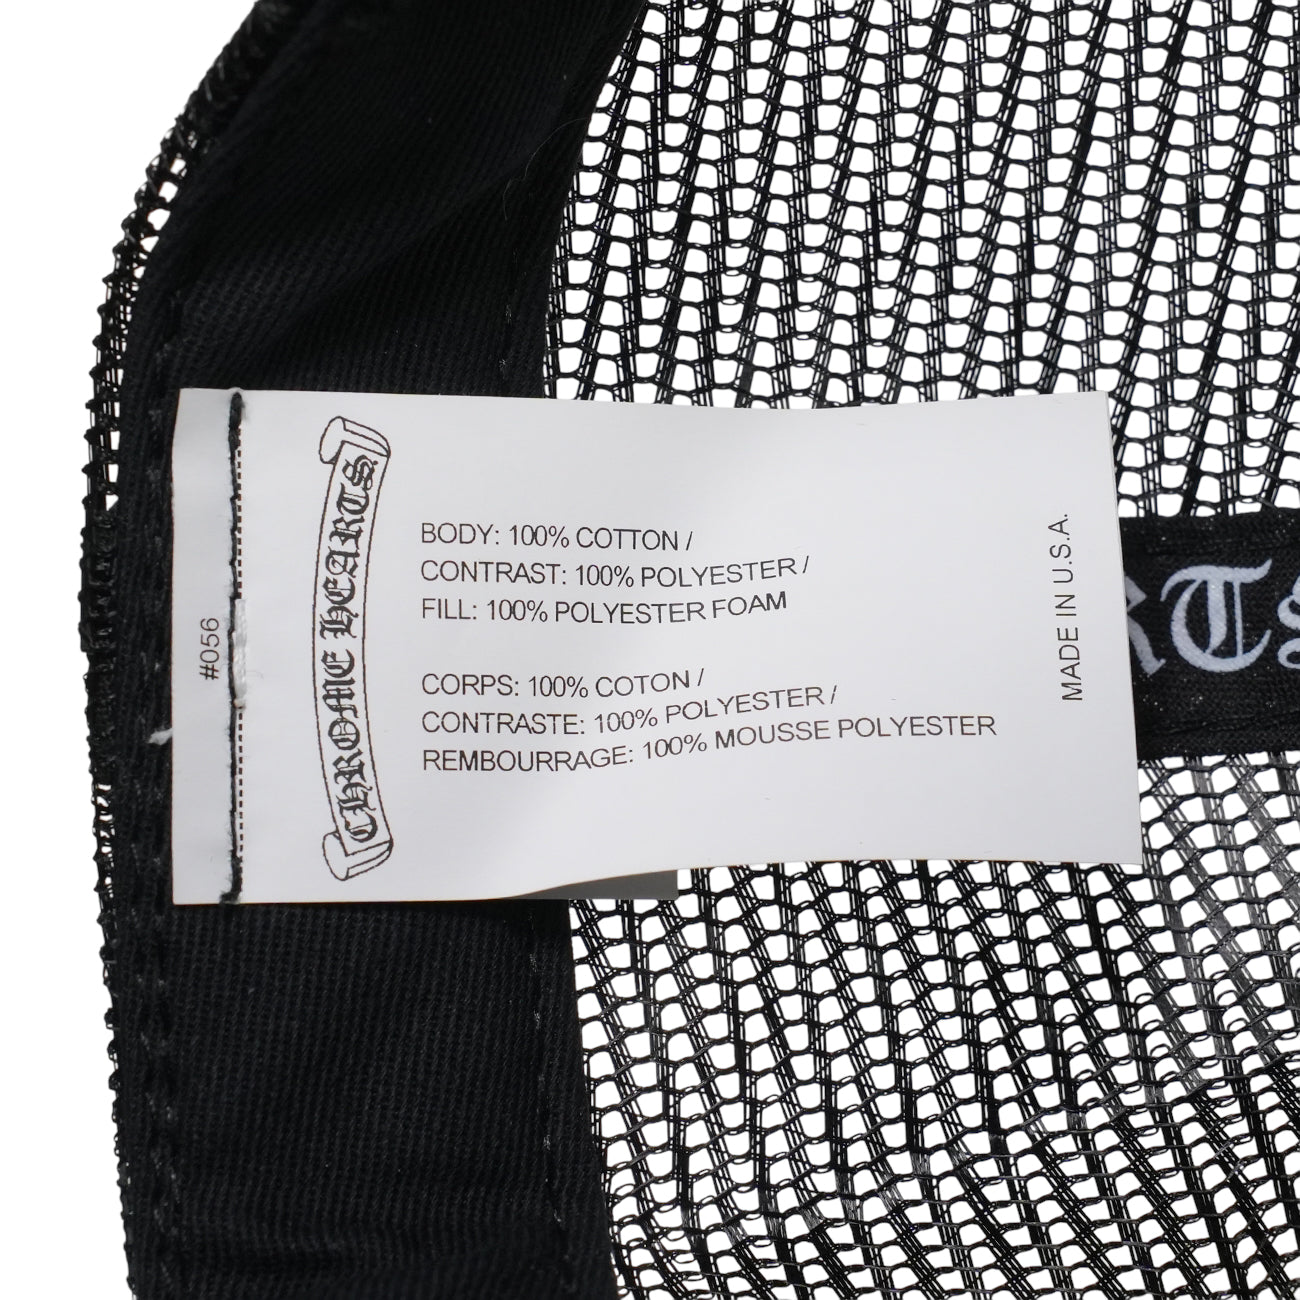 #056
CHROME HEARTS
BODY: 100% COTTON /
CONTRAST: 100% POLYESTER /
FILL: 100% POLYESTER FOAM
CORPS: 100% COTON /
CONTRASTE: 100% POLYESTER /
REMBOURRAGE: 100% MOUSSE POLYESTER
MADE IN U.S.A.
RTS